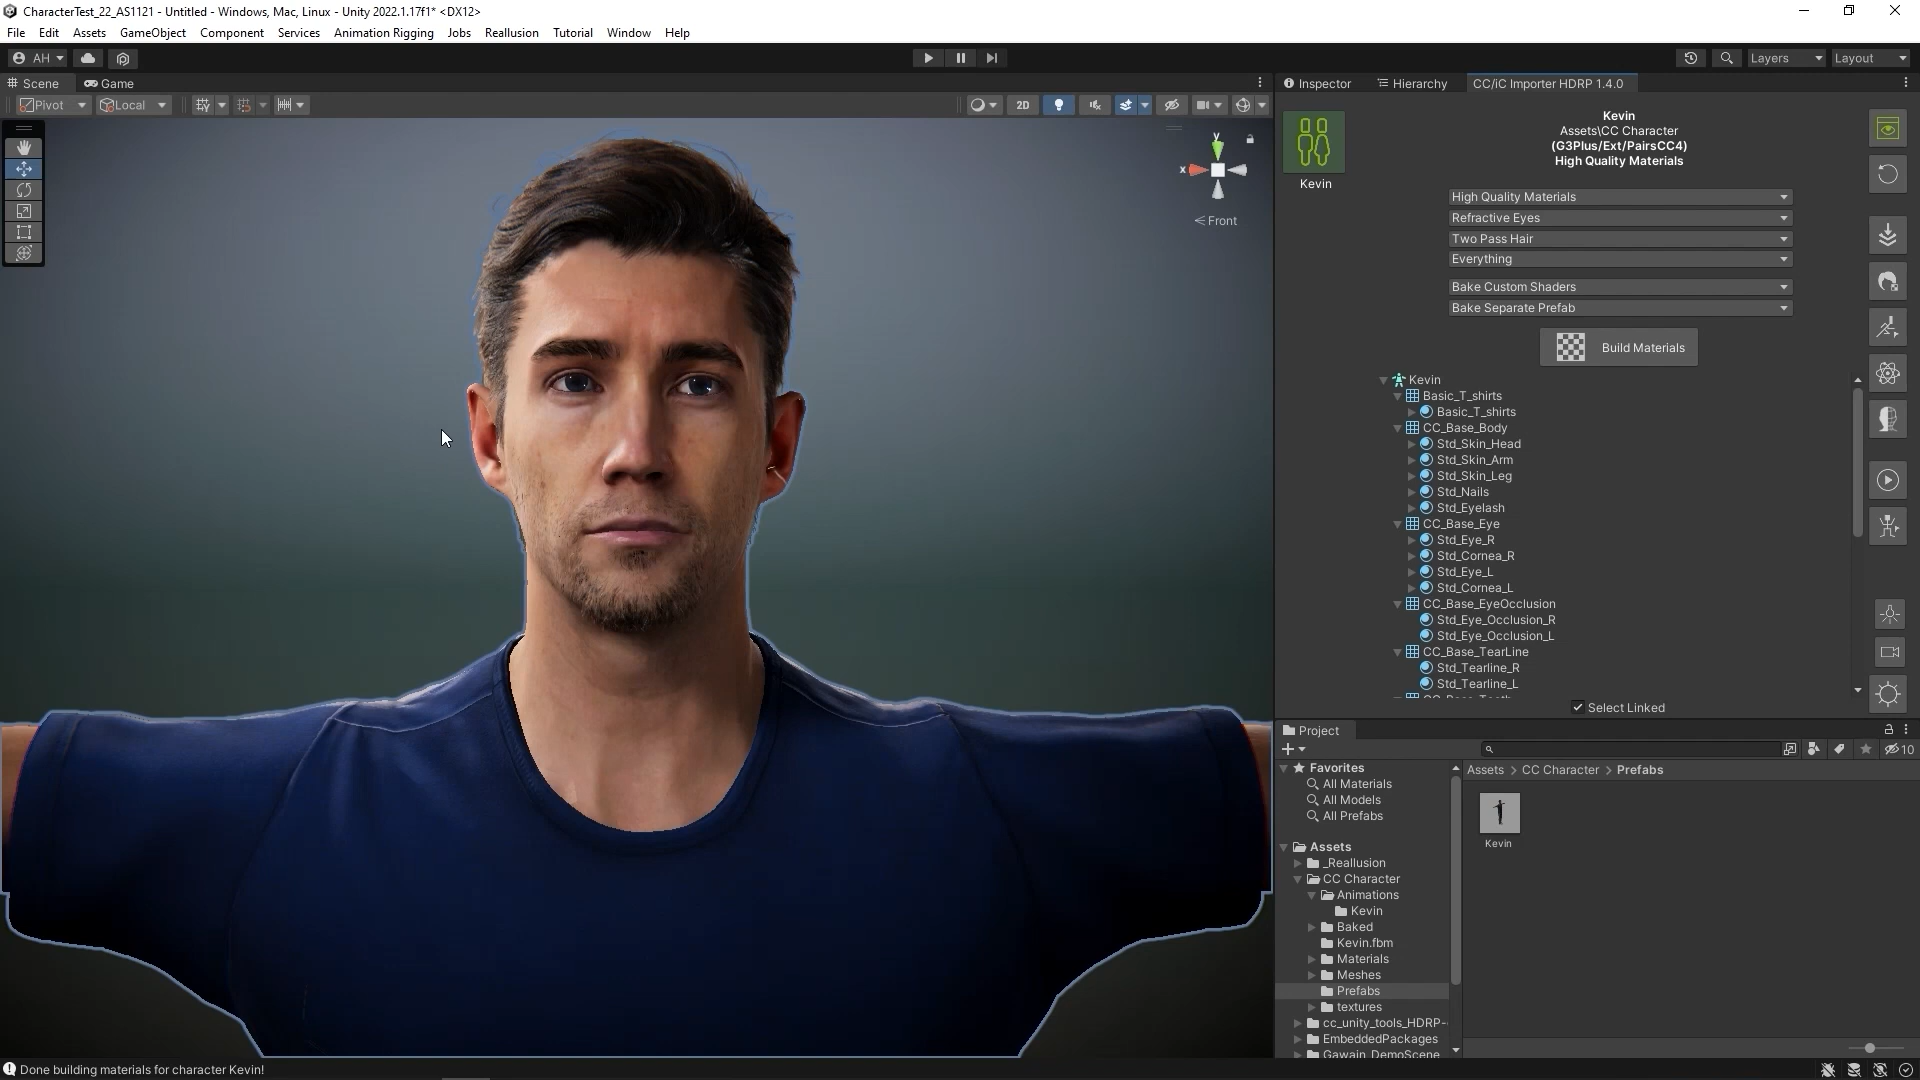 CharacterTest_22_AS1121 - Untitled - Windows, Mac, Linux - Unity 2022.1.17f1* <DX12>
File Edit Assets GameObject Component Services Animation Rigging Jobs Reallusion Tutorial Window Help
AH Layers Layout
Scene Game Inspector Hierarchy CC/iC Importer HDRP 1.4.0
Pivot Local 2D
y
x
< Front
Kevin
Kevin
Assets\CC Character
(G3Plus/Ext/PairsCC4)
High Quality Materials
High Quality Materials
Refractive Eyes
Two Pass Hair
Everything
Bake Custom Shaders
Bake Separate Prefab
Build Materials
Kevin
Basic_T_shirts
Basic_T_shirts
CC_Base_Body
Std_Skin_Head
Std_Skin_Arm
Std_Skin_Leg
Std_Nails
Std_Eyelash
CC_Base_Eye
Std_Eye_R
Std_Cornea_R
Std_Eye_L
Std_Cornea_L
CC_Base_EyeOcclusion
Std_Eye_Occlusion_R
Std_Eye_Occlusion_L
CC_Base_TearLine
Std_Tearline_R
Std_Tearline_L
Select Linked
Project
10
Favorites
All Materials
All Models
All Prefabs
Assets
_Reallusion
CC Character
Animations
Kevin
Baked
Kevin.fbm
Materials
Meshes
Prefabs
textures
cc_unity_tools_HDRP-
EmbeddedPackages
Gawain_DemoScene
Assets > CC Character > Prefabs
Kevin
Done building materials for character Kevin!